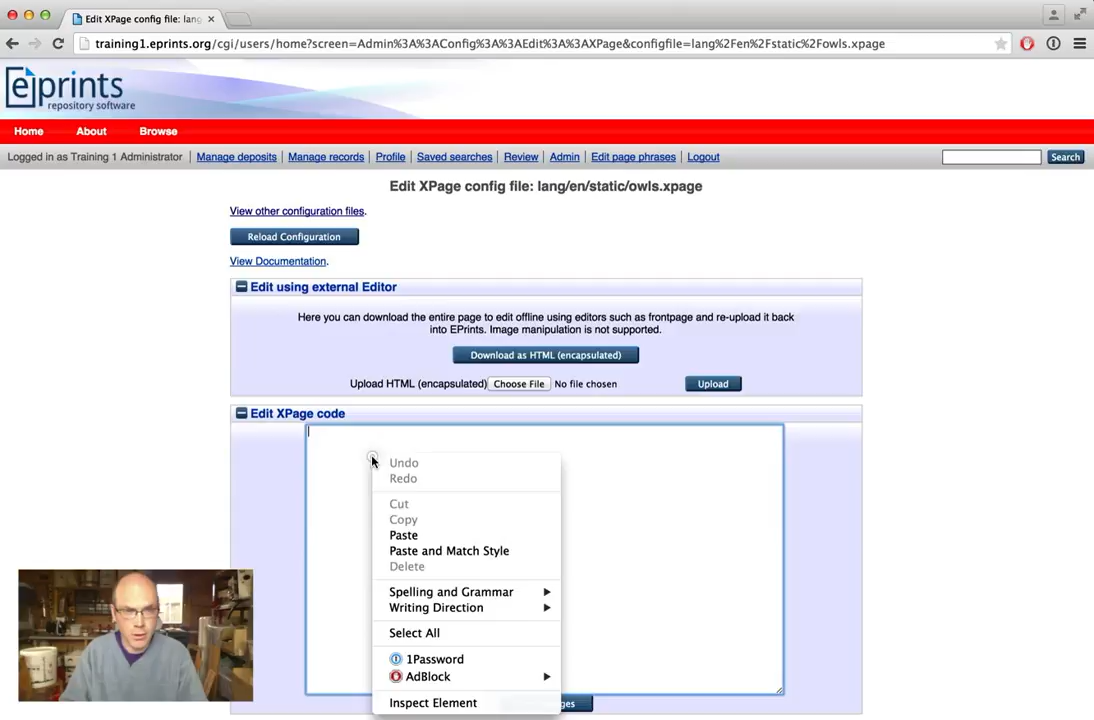 Edit XPage config file: lang
training1.eprints.org/cgi/users/home?screen=Admin%3A%3AConfig%3A%3AEdit%3A%3AXPage&configfile=lang%2Fen%2Fstatic%2Fowls.xpage
eprints
repository software
Home About Browse
Logged in as Training 1 Administrator | Manage deposits | Manage records | Profile | Saved searches | Review | Admin | Edit page phrases | Logout Search
Edit XPage config file: lang/en/static/owls.xpage
View other configuration files.
Reload Configuration
View Documentation.
Edit using external Editor
Here you can download the entire page to edit offline using editors such as frontpage and re-upload it back
into EPrints. Image manipulation is not supported.
Download as HTML (encapsulated)
Upload HTML (encapsulated) Choose File No file chosen Upload
Edit XPage code
Undo
Redo
Cut
Copy
Paste
Paste and Match Style
Delete
Spelling and Grammar
Writing Direction
Select All
1Password
AdBlock
Inspect Element